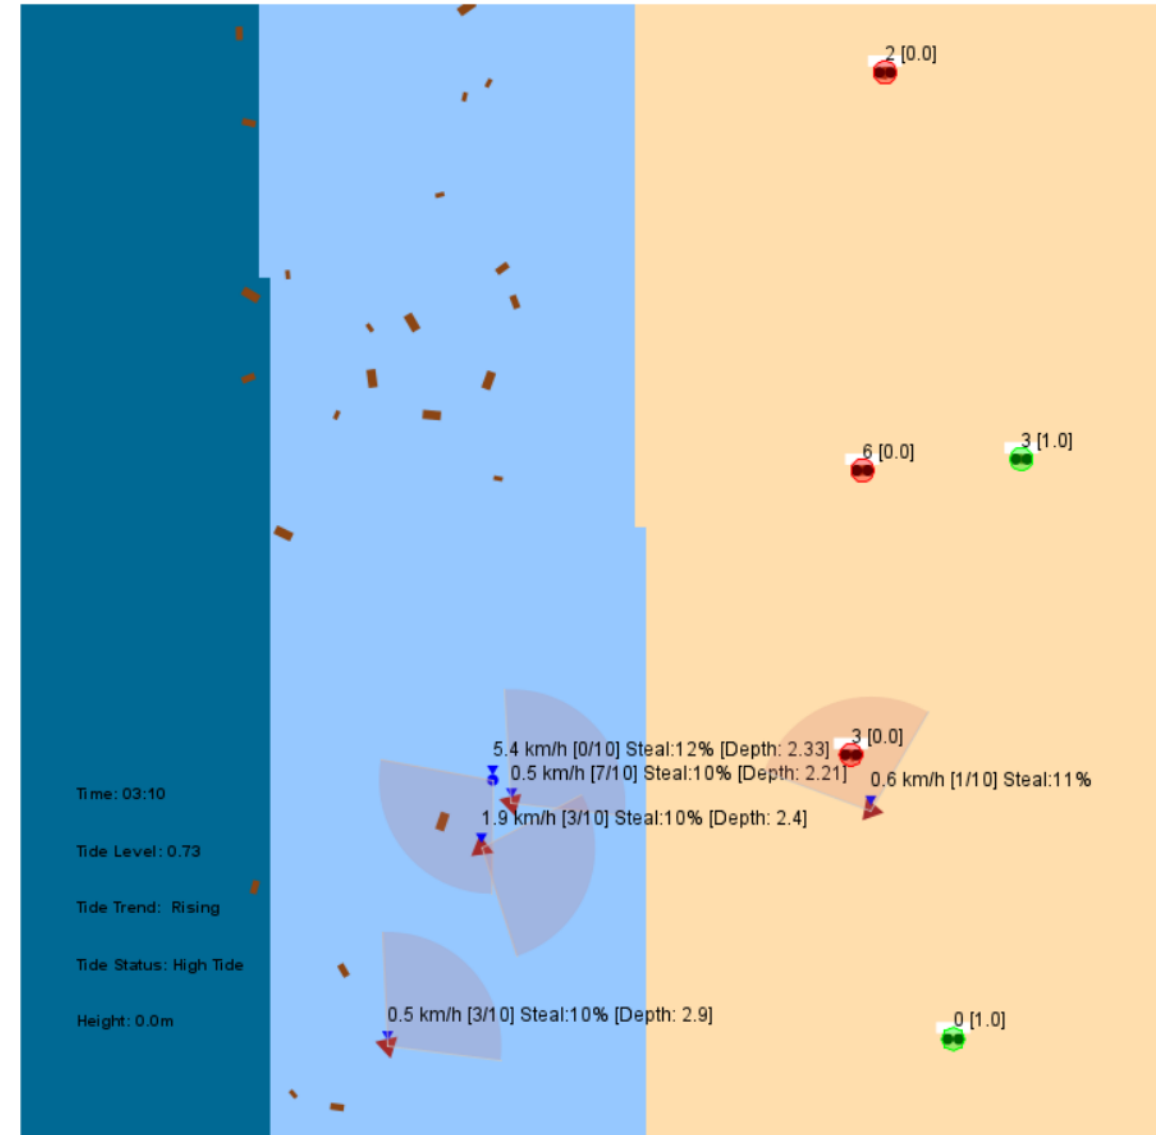 2 [0.0]
3 [1.0]
6 [0.0]
3 [0.0]
5.4 km/h [0/10] Steal:12% [Depth: 2.33]
0.5 km/h [7/10] Steal:10% [Depth: 2.21]
0.6 km/h [1/10] Steal:11%
Time: 03:10
1.9 km/h [3/10] Steal:10% [Depth: 2.4]
Tide Level: 0.73
Tide Trend: Rising
Tide Status: High Tide
0.5 km/h [3/10] Steal:10% [Depth: 2.9]
Height: 0.0m
0 [1.0]